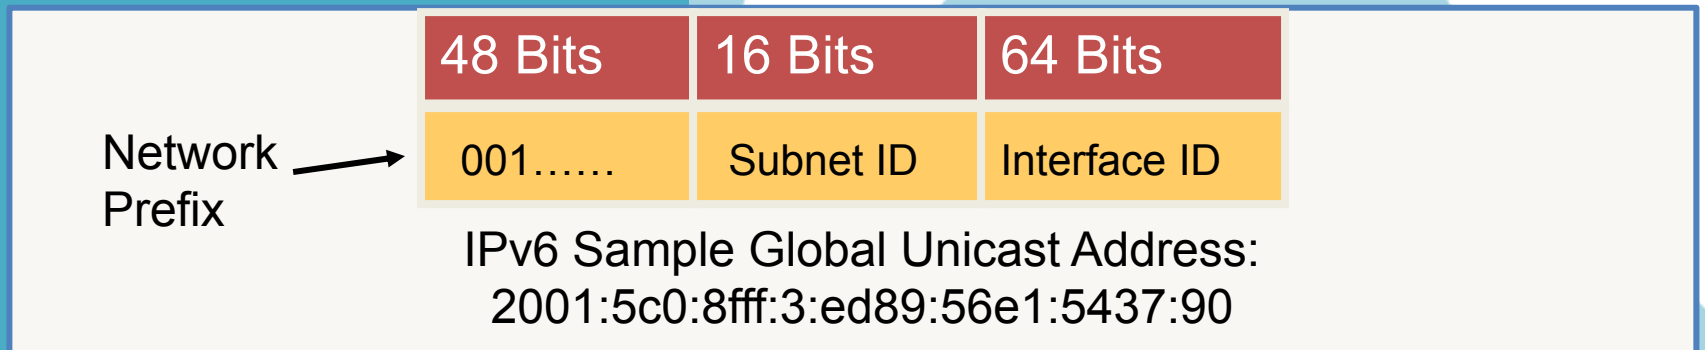 48 Bits 16 Bits 64 Bits
Network
Prefix
001...... Subnet ID Interface ID
IPv6 Sample Global Unicast Address:
2001:5c0:8fff:3:ed89:56e1:5437:90